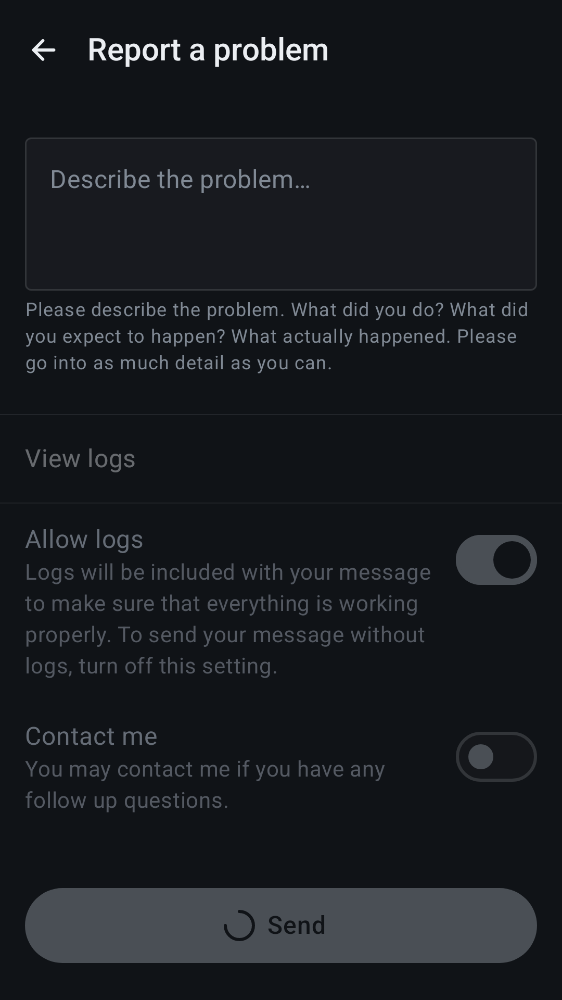 Report a problem
Describe the problem…
Please describe the problem. What did you do? What did
you expect to happen? What actually happened. Please
go into as much detail as you can.
View logs
Allow logs
Logs will be included with your message
to make sure that everything is working
properly. To send your message without
logs, turn off this setting.
Contact me
You may contact me if you have any
follow up questions.
Send